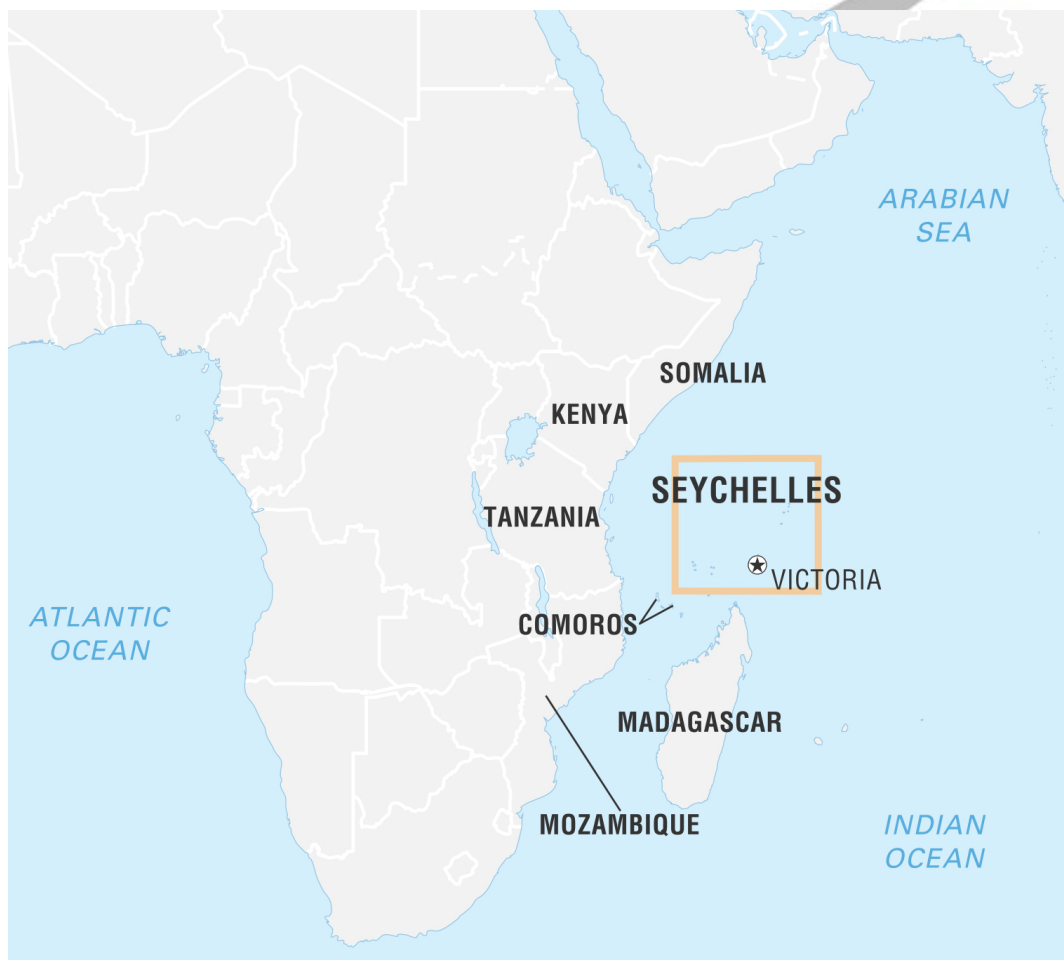 ARABIAN
SEA
SOMALIA
KENYA
SEYCHELLES
TANZANIA
VICTORIA
ATLANTIC
OCEAN
COMOROS
MADAGASCAR
MOZAMBIQUE
INDIAN
OCEAN